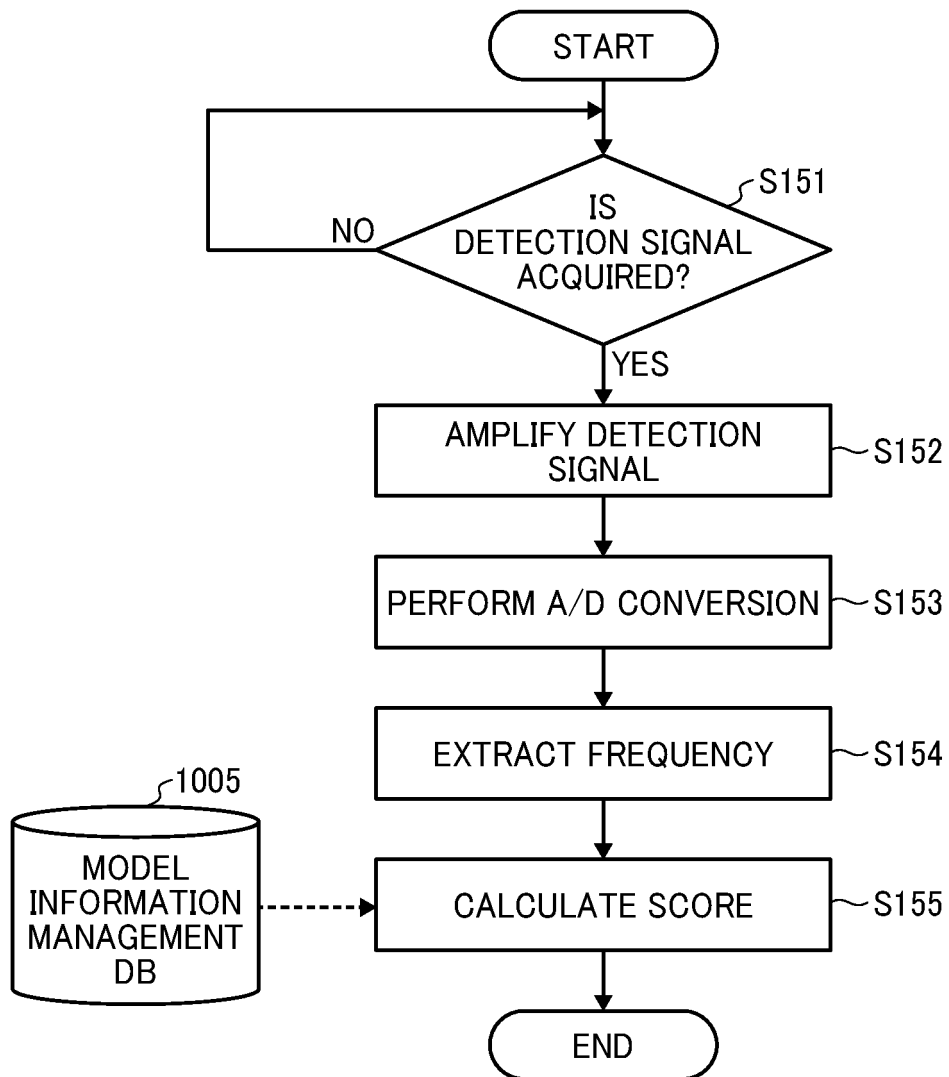 START
S151
IS
DETECTION SIGNAL
ACQUIRED?
NO
YES
AMPLIFY DETECTION
SIGNAL
S152
PERFORM A/D CONVERSION
S153
EXTRACT FREQUENCY
S154
1005
MODEL
INFORMATION
MANAGEMENT
DB
CALCULATE SCORE
S155
END